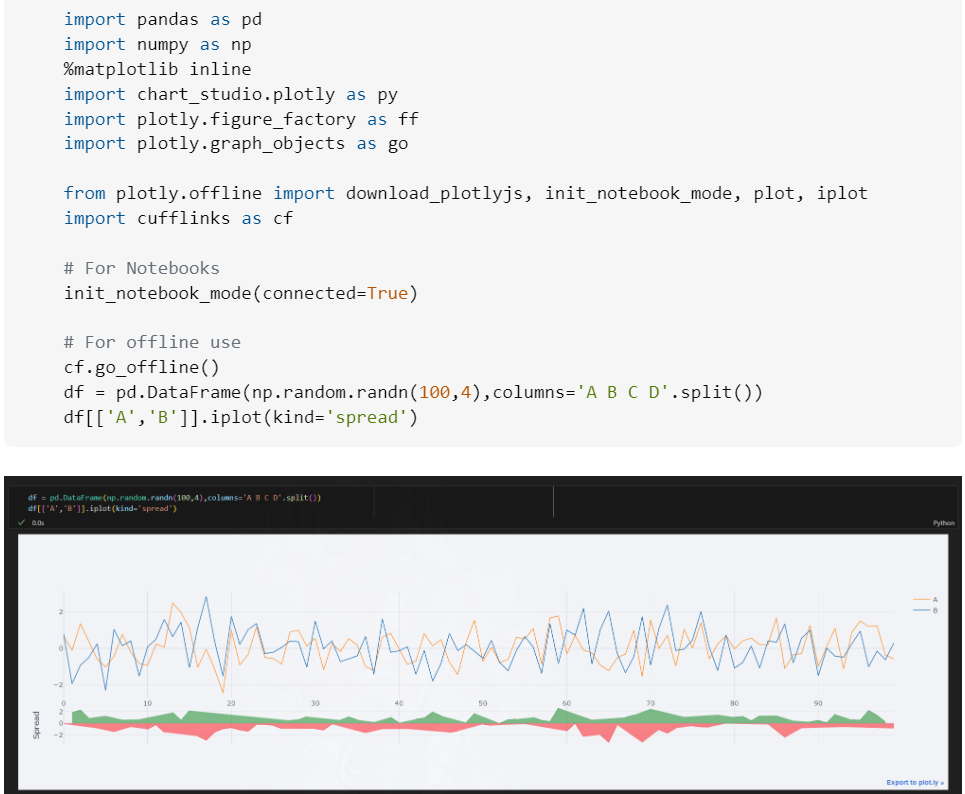 import pandas as pd
import numpy as np
%matplotlib inline
import chart_studio.plotly as py
import plotly.figure_factory as ff
import plotly.graph_objects as go
from plotly.offline import download_plotlyjs, init_notebook_mode, plot, iplot
import cufflinks as cf
# For Notebooks
init_notebook_mode(connected=True)
# For offline use
cf.go_offline()
df = pd.DataFrame(np.random.randn(100,4),columns='A B C D'.split())
df[['A','B']].iplot(kind='spread')
df = pd.DataFrame(np.random.randn(100,4),columns='A B C D'.split())
df[['A','B']].iplot(kind='spread')
✓ 0.0s
Python
A
B
2
0
−2
0 10 20 30 40 50 60 70 80 90
Spread
2
0
−2
Export to plot.ly »